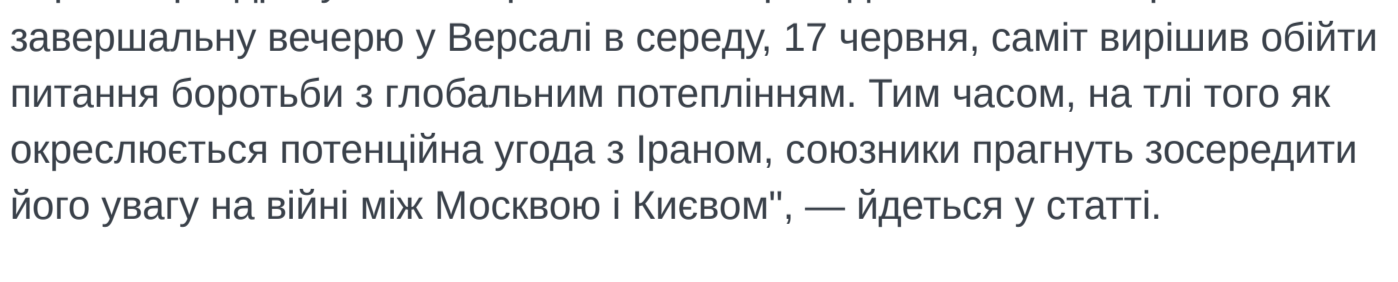 завершальну вечерю у Версалі в середу, 17 червня, саміт вирішив обійти
питання боротьби з глобальним потеплінням. Тим часом, на тлі того як
окреслюється потенційна угода з Іраном, союзники прагнуть зосередити
його увагу на війні між Москвою і Києвом", — йдеться у статті.